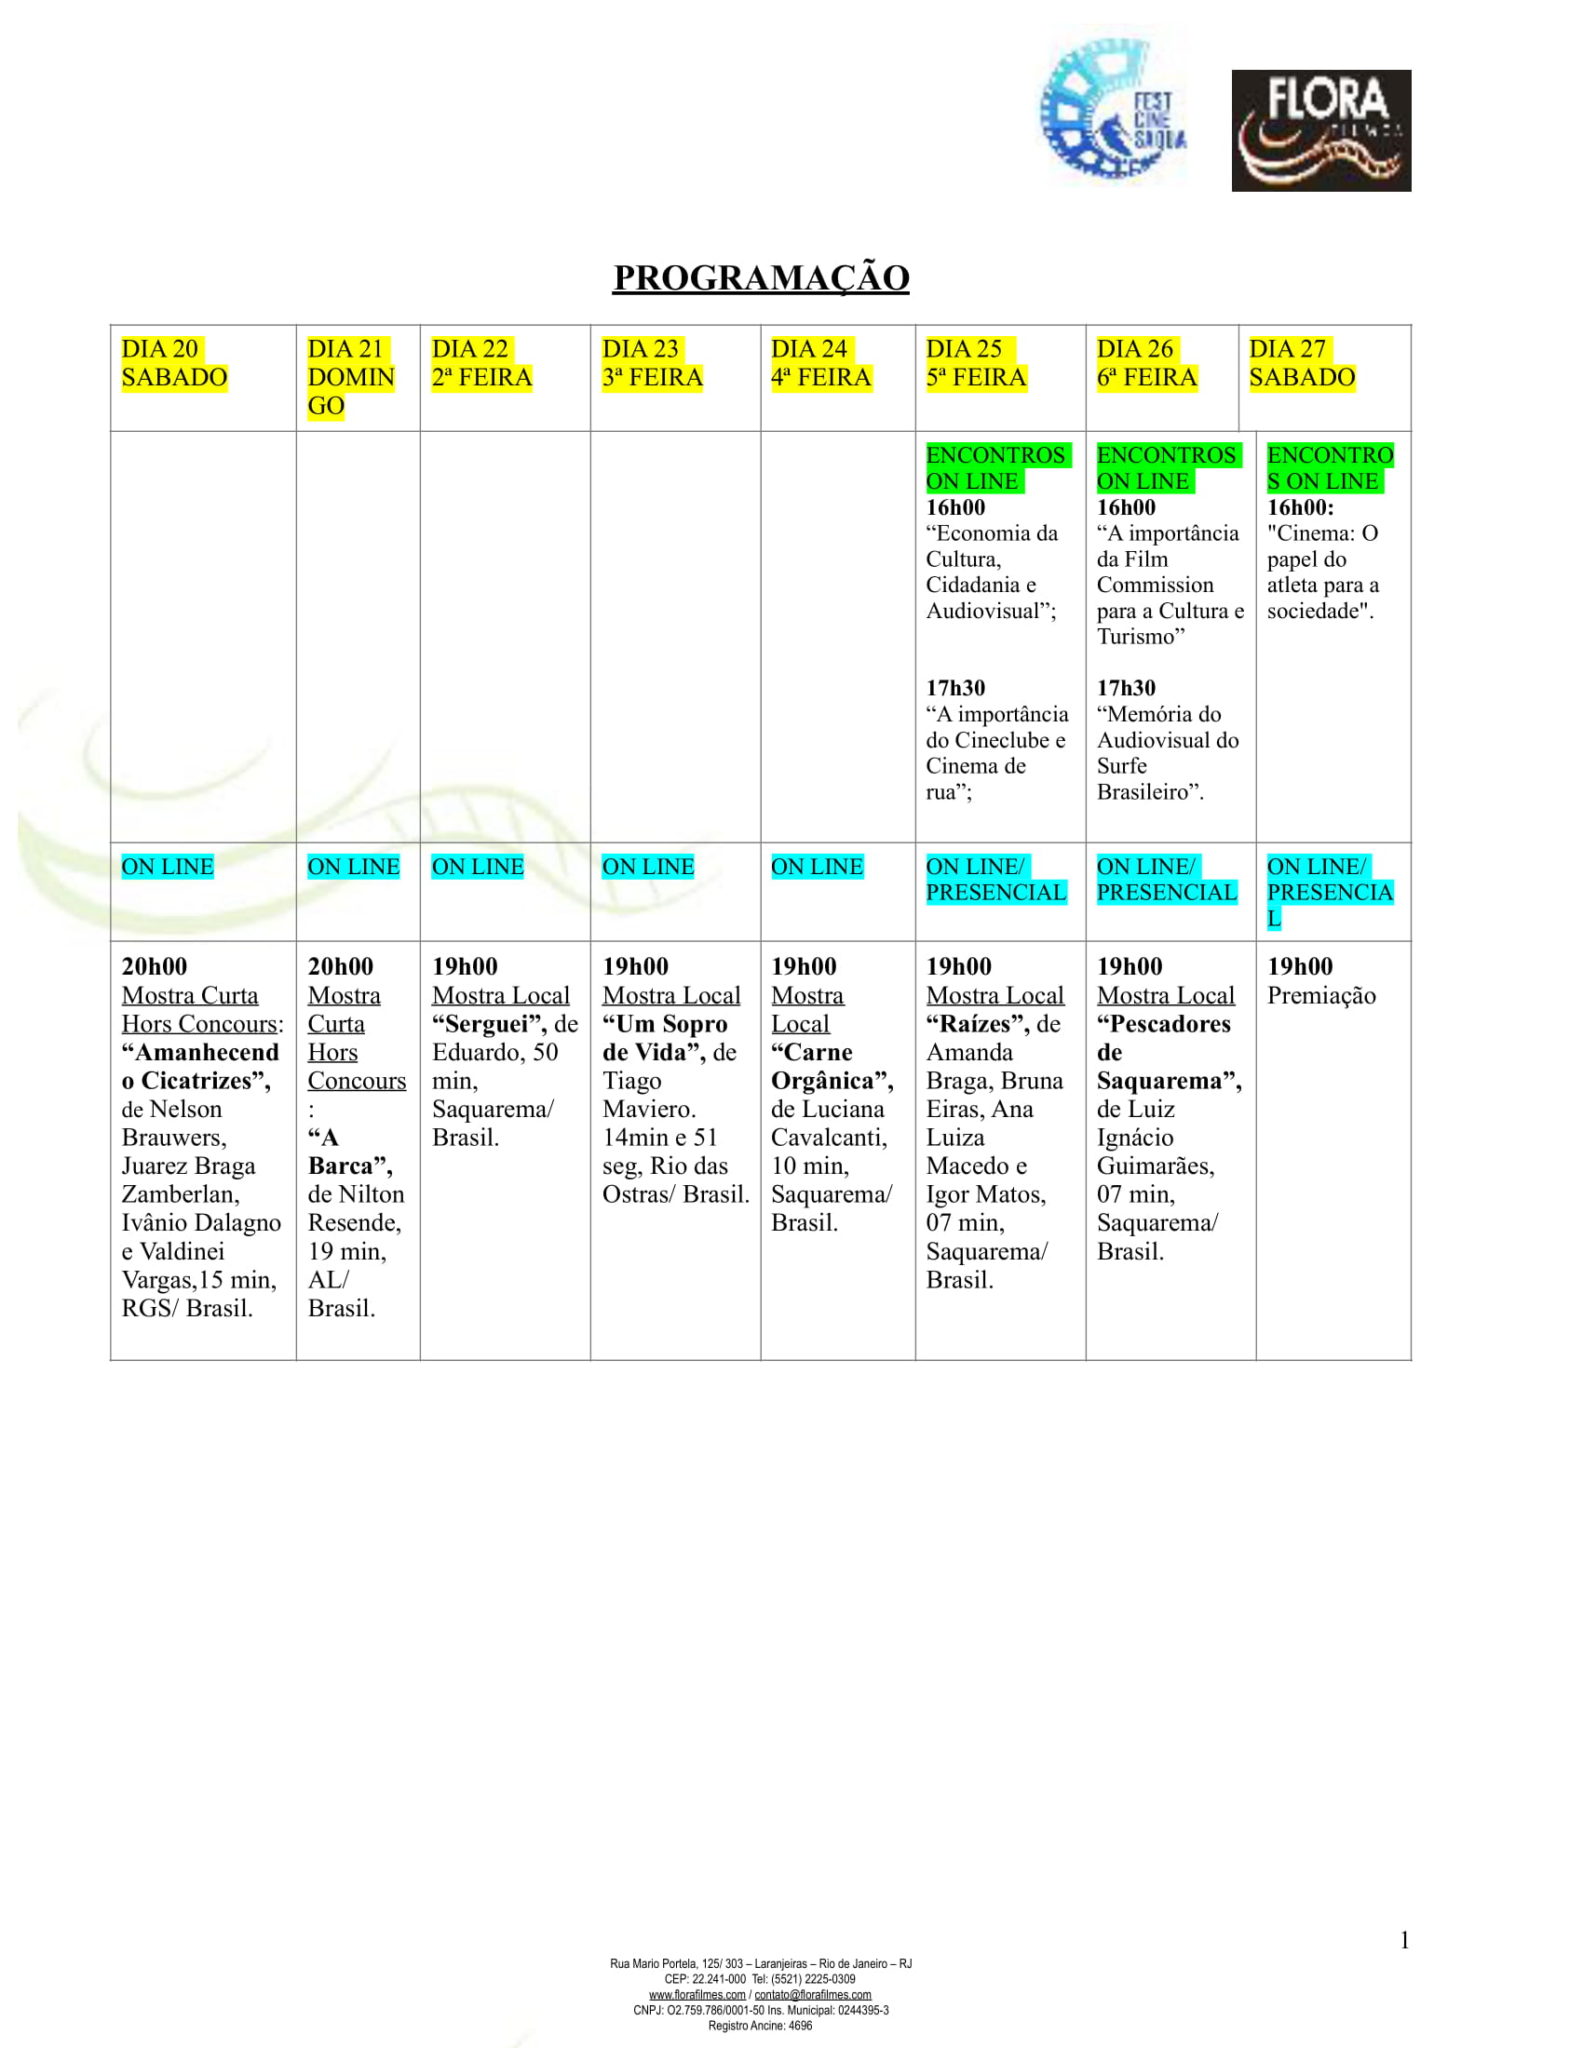 FEST
CINE
SAQUA
FLORA
FILMES
PROGRAMAÇÃO
DIA 20
SABADO
DIA 21
DOMIN
GO
DIA 22
2ª FEIRA
DIA 23
3ª FEIRA
DIA 24
4ª FEIRA
DIA 25
5ª FEIRA
DIA 26
6ª FEIRA
DIA 27
SABADO
ENCONTROS
ON LINE
16h00
“Economia da
Cultura,
Cidadania e
Audiovisual”;
17h30
“A importância
do Cineclube e
Cinema de
rua”;
ENCONTROS
ON LINE
16h00
“A importância
da Film
Commission
para a Cultura e
Turismo”
17h30
“Memória do
Audiovisual do
Surfe
Brasileiro”.
ENCONTRO
S ON LINE
16h00:
"Cinema: O
papel do
atleta para a
sociedade".
ON LINE
ON LINE
ON LINE
ON LINE
ON LINE
ON LINE/
PRESENCIAL
ON LINE/
PRESENCIAL
ON LINE/
PRESENCIA
L
20h00
Mostra Curta
Hors Concours:
“Amanhecend
o Cicatrizes”,
de Nelson
Brauwers,
Juarez Braga
Zamberlan,
Ivânio Dalagno
e Valdinei
Vargas,15 min,
RGS/ Brasil.
20h00
Mostra
Curta
Hors
Concours
:
“A
Barca”,
de Nilton
Resende,
19 min,
AL/
Brasil.
19h00
Mostra Local
“Serguei”, de
Eduardo, 50
min,
Saquarema/
Brasil.
19h00
Mostra Local
“Um Sopro
de Vida”, de
Tiago
Maviero.
14min e 51
seg, Rio das
Ostras/ Brasil.
19h00
Mostra
Local
“Carne
Orgânica”,
de Luciana
Cavalcanti,
10 min,
Saquarema/
Brasil.
19h00
Mostra Local
“Raízes”, de
Amanda
Braga, Bruna
Eiras, Ana
Luiza
Macedo e
Igor Matos,
07 min,
Saquarema/
Brasil.
19h00
Mostra Local
“Pescadores
de
Saquarema”,
de Luiz
Ignácio
Guimarães,
07 min,
Saquarema/
Brasil.
19h00
Premiação
1
Rua Mario Portela, 125/ 303 – Laranjeiras – Rio de Janeiro – RJ
CEP: 22.241-000 Tel: (5521) 2225-0309
www.florafilmes.com / contato@florafilmes.com
CNPJ: O2.759.786/0001-50 Ins. Municipal: 0244395-3
Registro Ancine: 4696